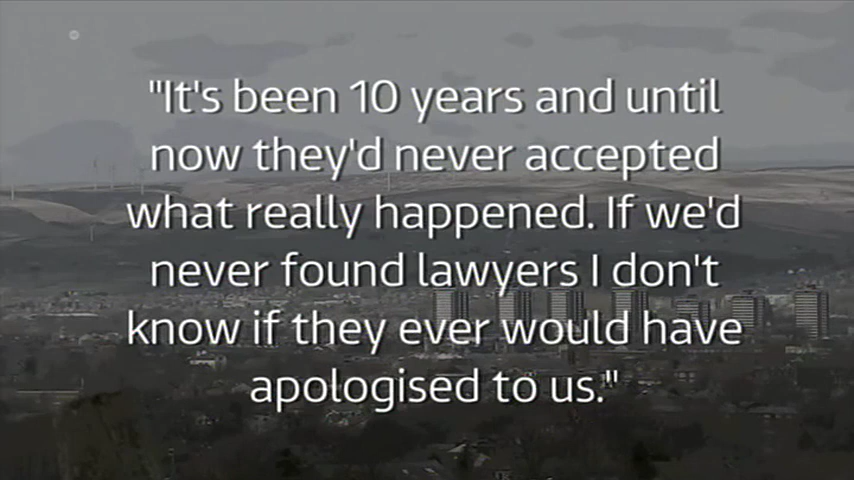 "It's been 10 years and until
now they'd never accepted
what really happened. If we'd
never found lawyers I don't
know if they ever would have
apologised to us."